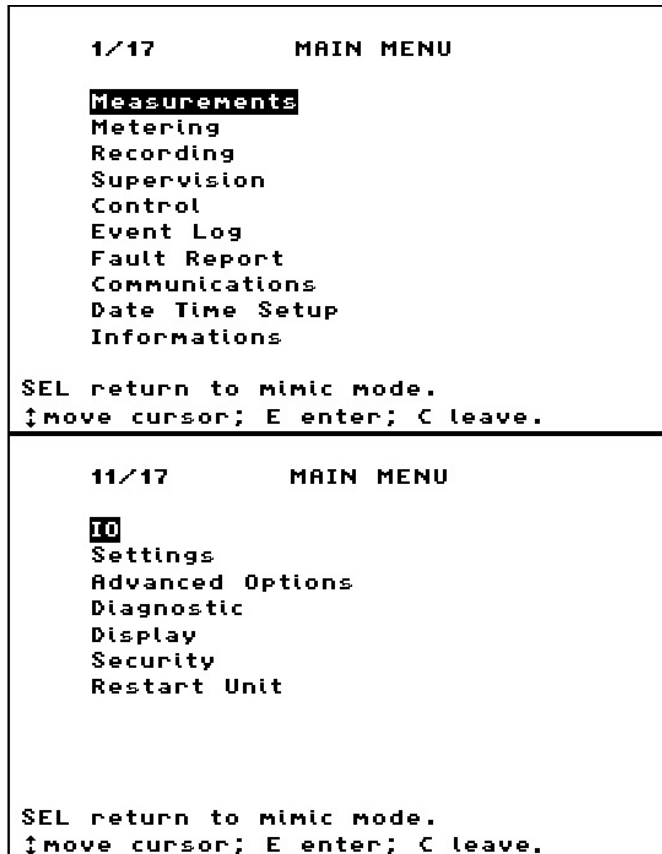 1/17 MAIN MENU
Measurements
Metering
Recording
Supervision
Control
Event Log
Fault Report
Communications
Date Time Setup
Informations
SEL return to mimic mode.
↕move cursor; E enter; C leave.
11/17 MAIN MENU
IO
Settings
Advanced Options
Diagnostic
Display
Security
Restart Unit
SEL return to mimic mode.
↕move cursor; E enter; C leave.